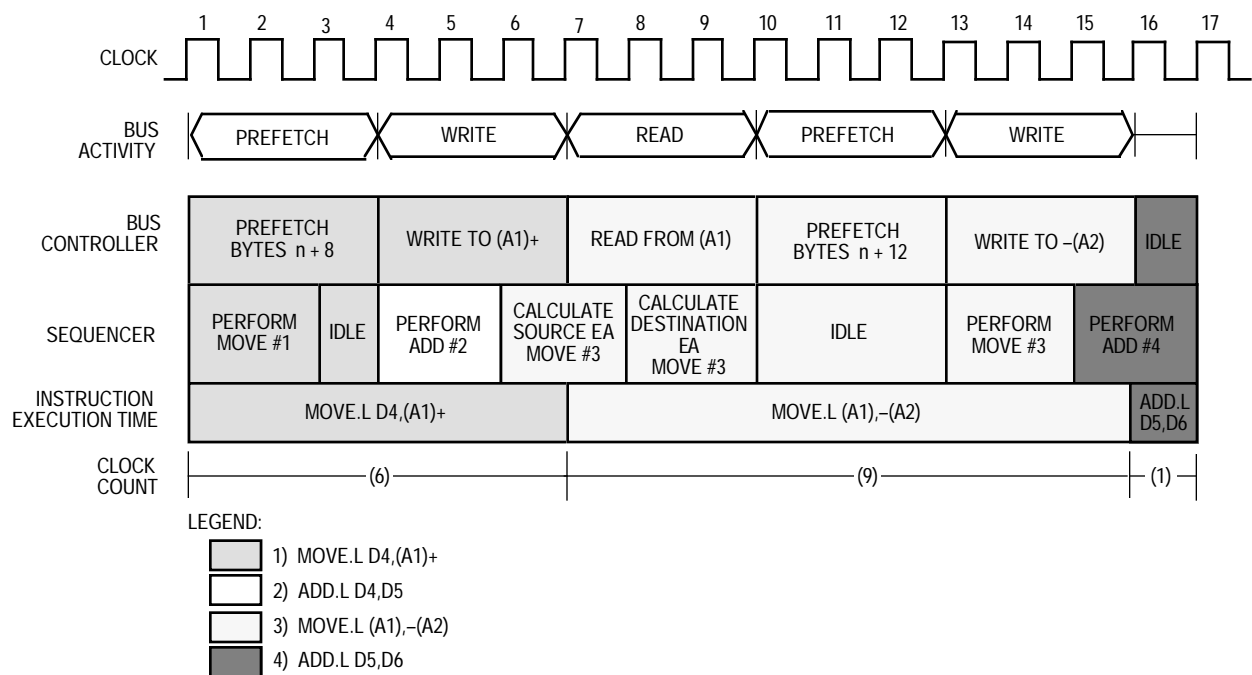 1 2 3 4 5 6 7 8 9 10 11 12 13 14 15 16 17
CLOCK
BUS
ACTIVITY
PREFETCH WRITE READ PREFETCH WRITE
BUS
CONTROLLER
PREFETCH
BYTES n + 8
WRITE TO (A1)+
READ FROM (A1)
PREFETCH
BYTES n + 12
WRITE TO –(A2)
IDLE
SEQUENCER
PERFORM
MOVE #1
IDLE
PERFORM
ADD #2
CALCULATE
SOURCE EA
MOVE #3
CALCULATE
DESTINATION
EA
MOVE #3
IDLE
PERFORM
MOVE #3
PERFORM
ADD #4
INSTRUCTION
EXECUTION TIME
MOVE.L D4,(A1)+
MOVE.L (A1),–(A2)
ADD.L
D5,D6
CLOCK
COUNT
(6) (9) (1)
LEGEND:
1) MOVE.L D4,(A1)+
2) ADD.L D4,D5
3) MOVE.L (A1),–(A2)
4) ADD.L D5,D6